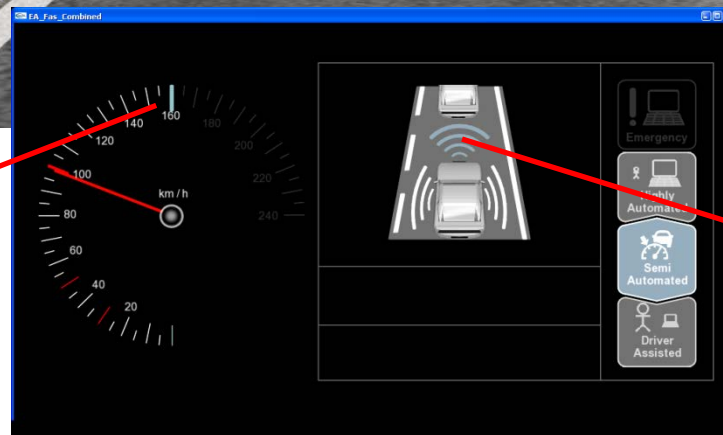 EA_Fas_Combined
160
140
180
120
200
100
220
km / h
80
240
60
40
20
Emergency
Highly
Automated
Semi
Automated
Driver
Assisted